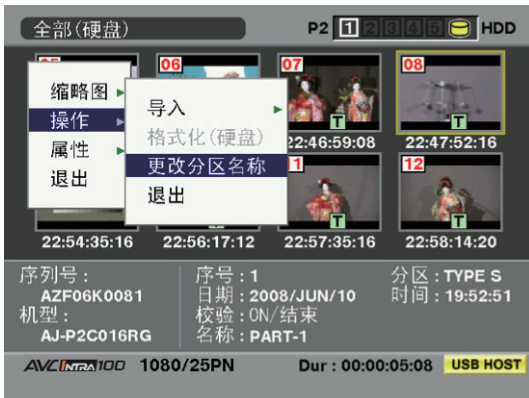 全部(硬盘)
P2 1 2 3 4 5 HDD
06 07 08
缩略图
操作
属性
退出
导入
格式化(硬盘)
更改分区名称
退出
T T
22:46:59:08 22:47:52:16
12
T T
22:54:35:16 22:56:17:12 22:57:35:16 22:58:14:20
序列号:
AZF06K0081
机型:
AJ-P2C016RG
序号:1
日期:2008/JUN/10
校验:ON/结束
名称:PART-1
分区:TYPE S
时间:19:52:51
AVC INTRA 100 1080/25PN Dur : 00:00:05:08 USB HOST